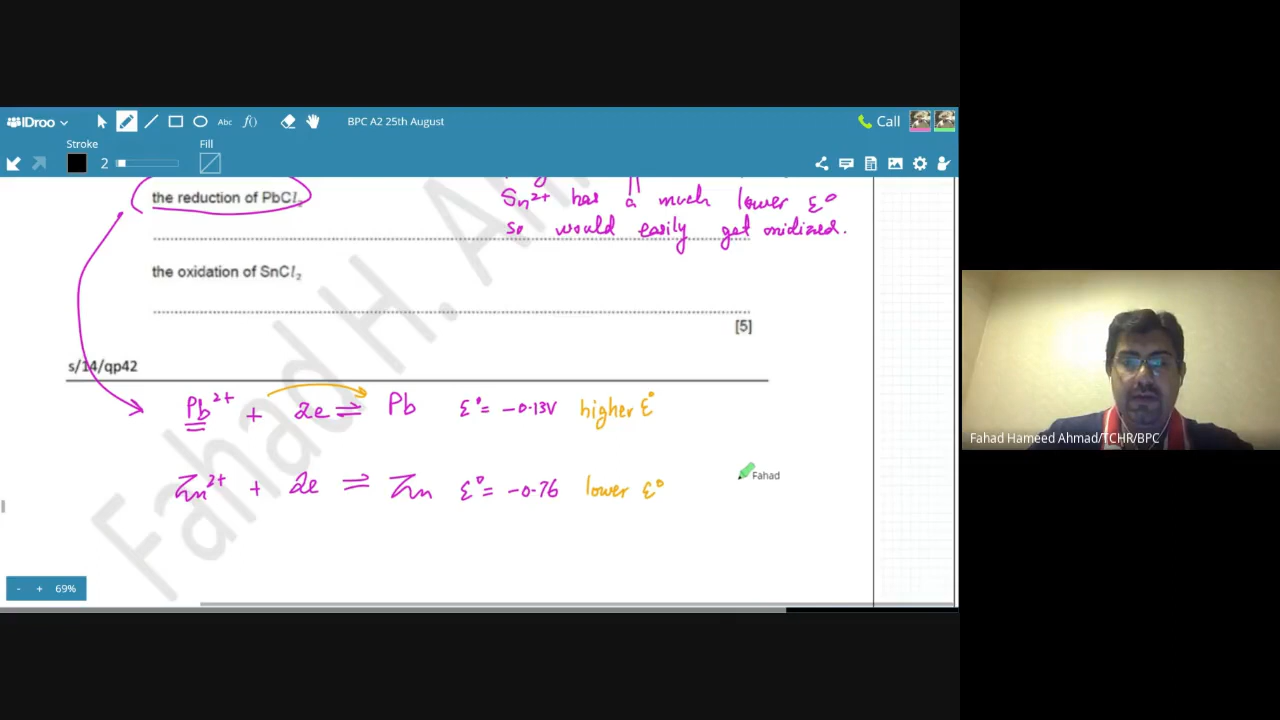 IDroo
Abc
f()
BPC A2 25th August
Call
Stroke
Fill
2
the reduction of PbCl₂
Sn²⁺ has a much lower ε°
so would easily get oxidized.
the oxidation of SnCl₂
[5]
s/14/qp42
Pb²⁺ + 2e ⇌ Pb ε° = -0.13V higher ε°
Zn²⁺ + 2e ⇌ Zn ε° = -0.76 lower ε°
Fahad
Fahad H. A
- + 69%
Fahad Hameed Ahmad/TCHR/BPC